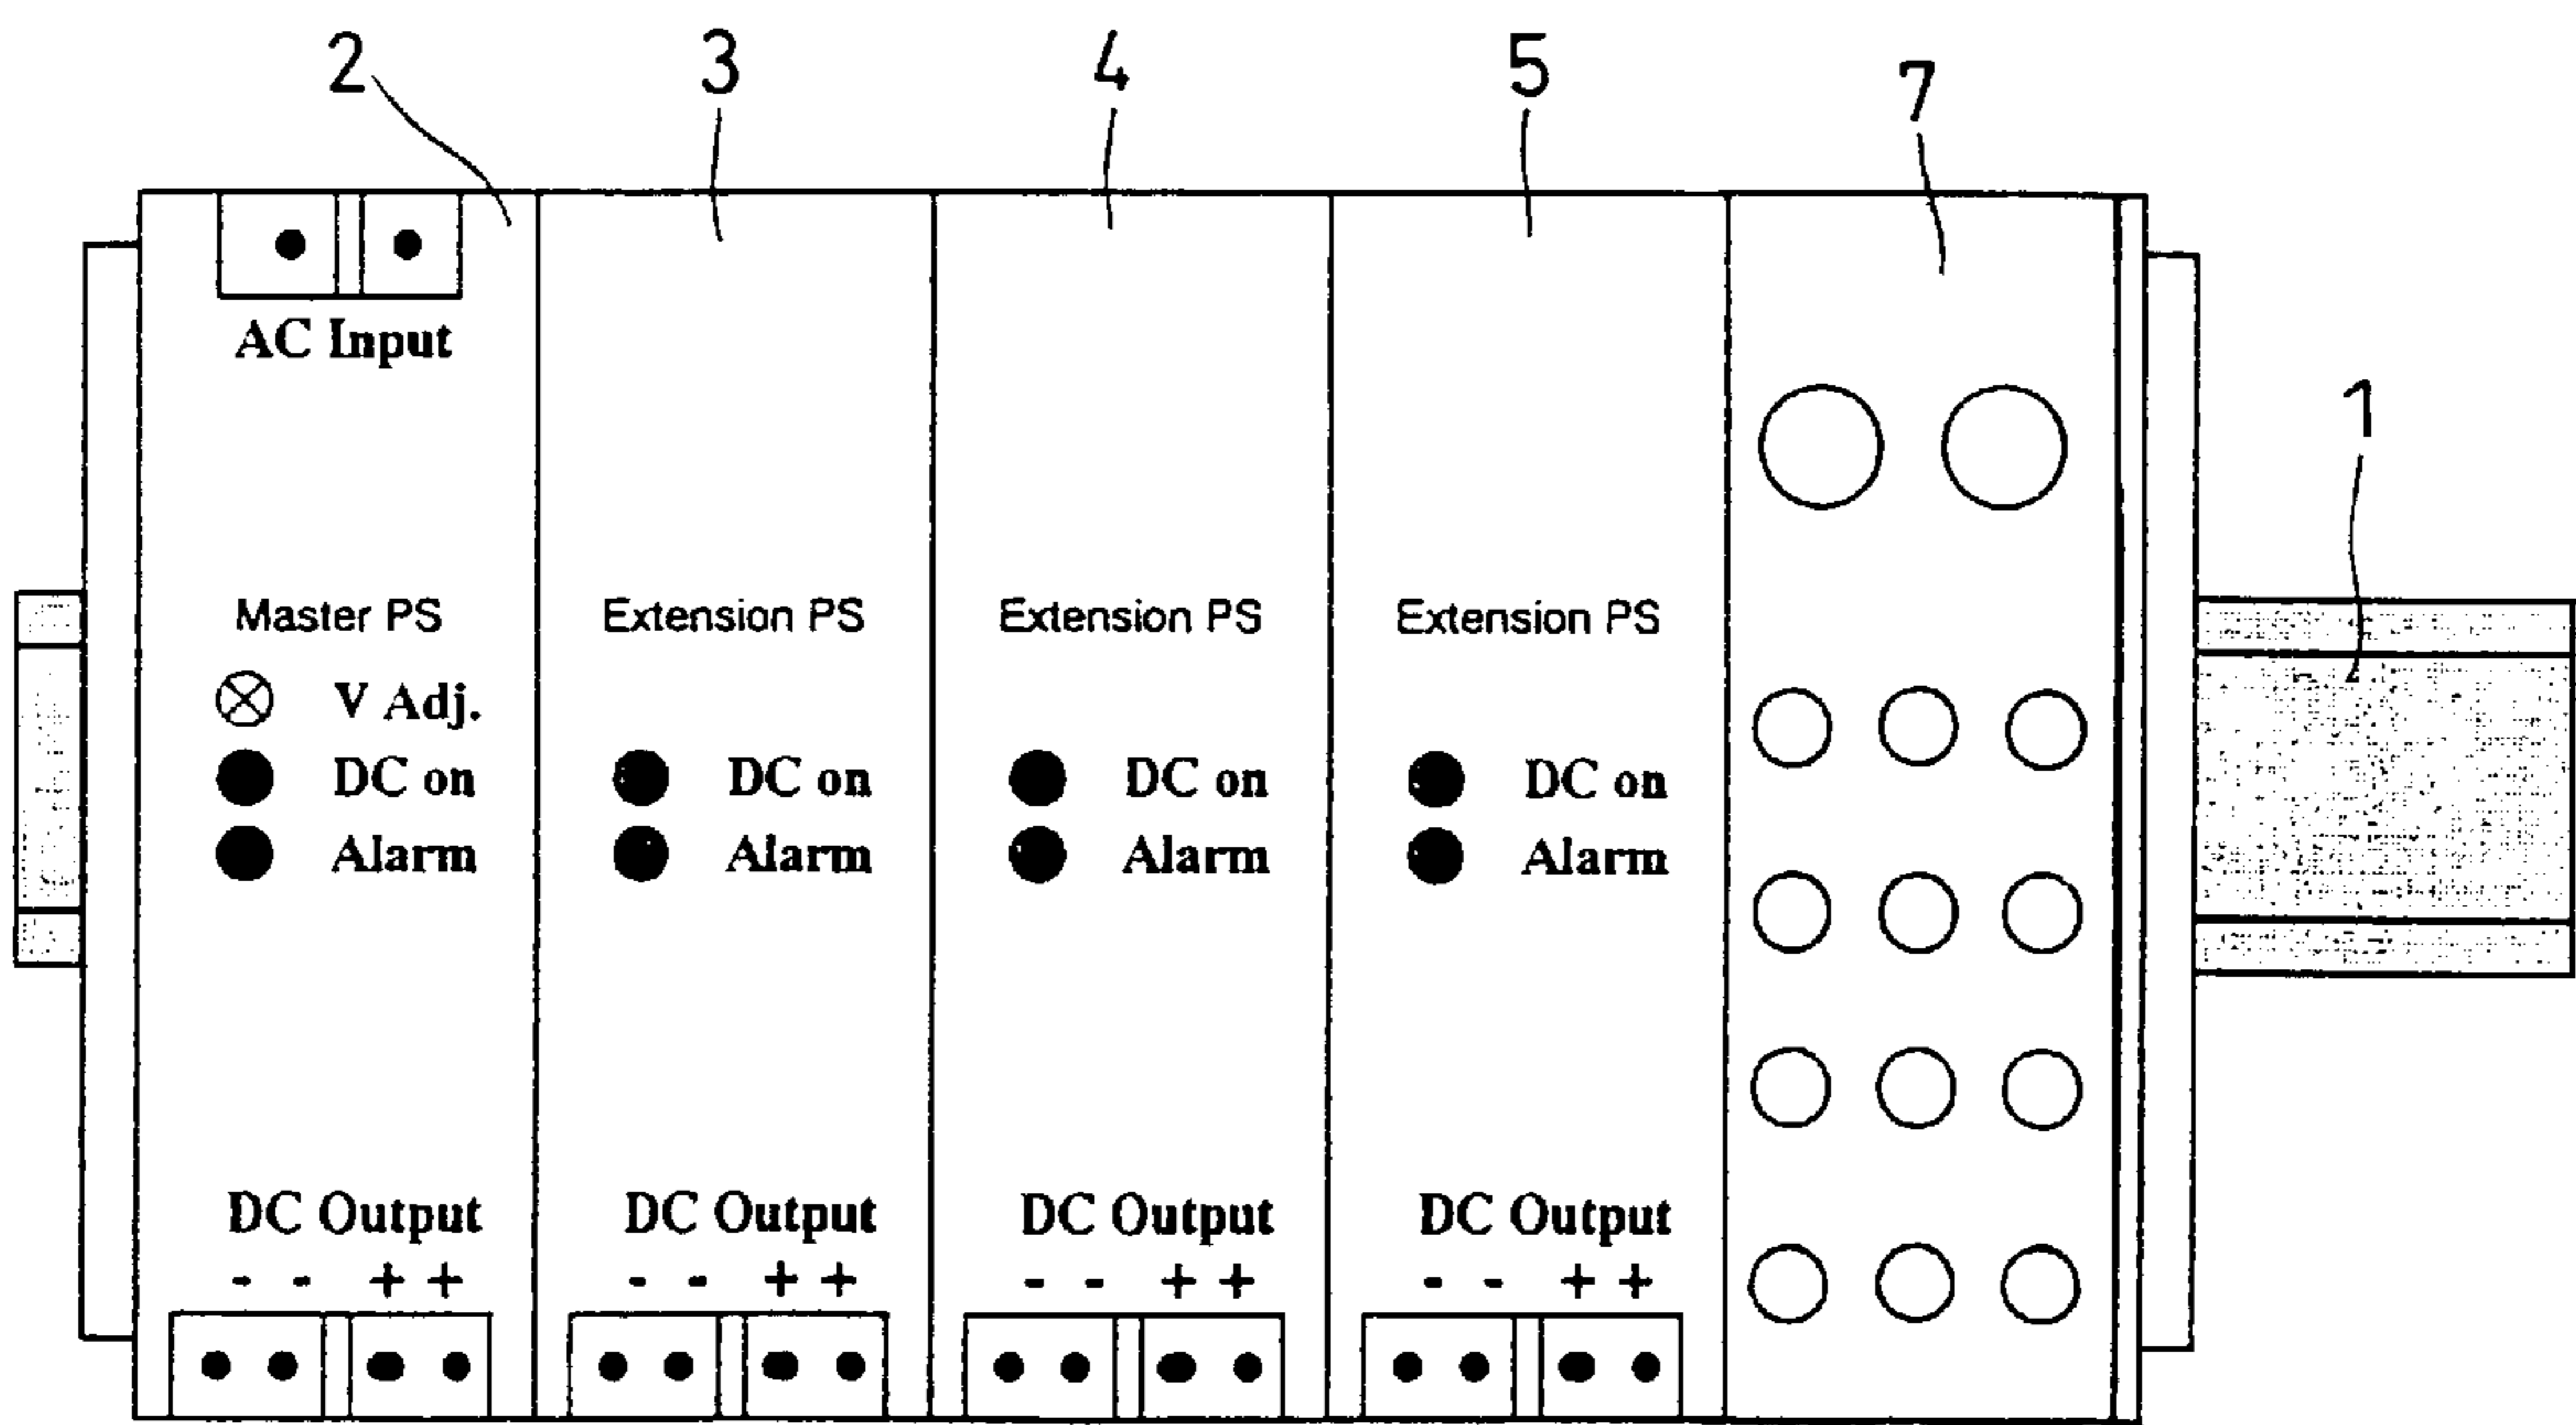 2 3 4 5 7
1
AC Input
Master PS Extension PS Extension PS Extension PS
V Adj.
DC on DC on DC on DC on
Alarm Alarm Alarm Alarm
DC Output DC Output DC Output DC Output
- - + + - - + + - - + + - - + +